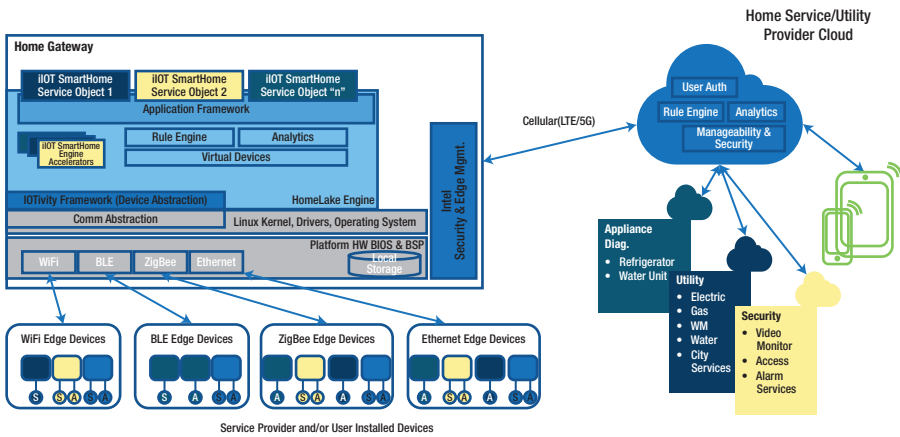 Home Service/Utility
Provider Cloud
Home Gateway
iIOT SmartHome
Service Object 1
iIOT SmartHome
Service Object 2
iIOT SmartHome
Service Object “n”
Application Framework
Rule Engine
Analytics
Virtual Devices
iIOT SmartHome
Engine
Accelerators
IOTivity Framework (Device Abstraction)
HomeLake Engine
Comm Abstraction
Linux Kernel, Drivers, Operating System
Platform HW BIOS & BSP
WiFi
BLE
ZigBee
Ethernet
Local
Storage
Intel
Security & Edge Mgmt.
Cellular(LTE/5G)
User Auth
Rule Engine
Analytics
Manageability &
Security
Appliance
Diag.
• Refrigerator
• Water Unit
Utility
• Electric
• Gas
• WM
• Water
• City
Services
Security
• Video
Monitor
• Access
• Alarm
Services
WiFi Edge Devices
S
S A
S A
BLE Edge Devices
S
A
S A
ZigBee Edge Devices
A
S A
A
S A
Ethernet Edge Devices
A
S A
A
S A
Service Provider and/or User Installed Devices